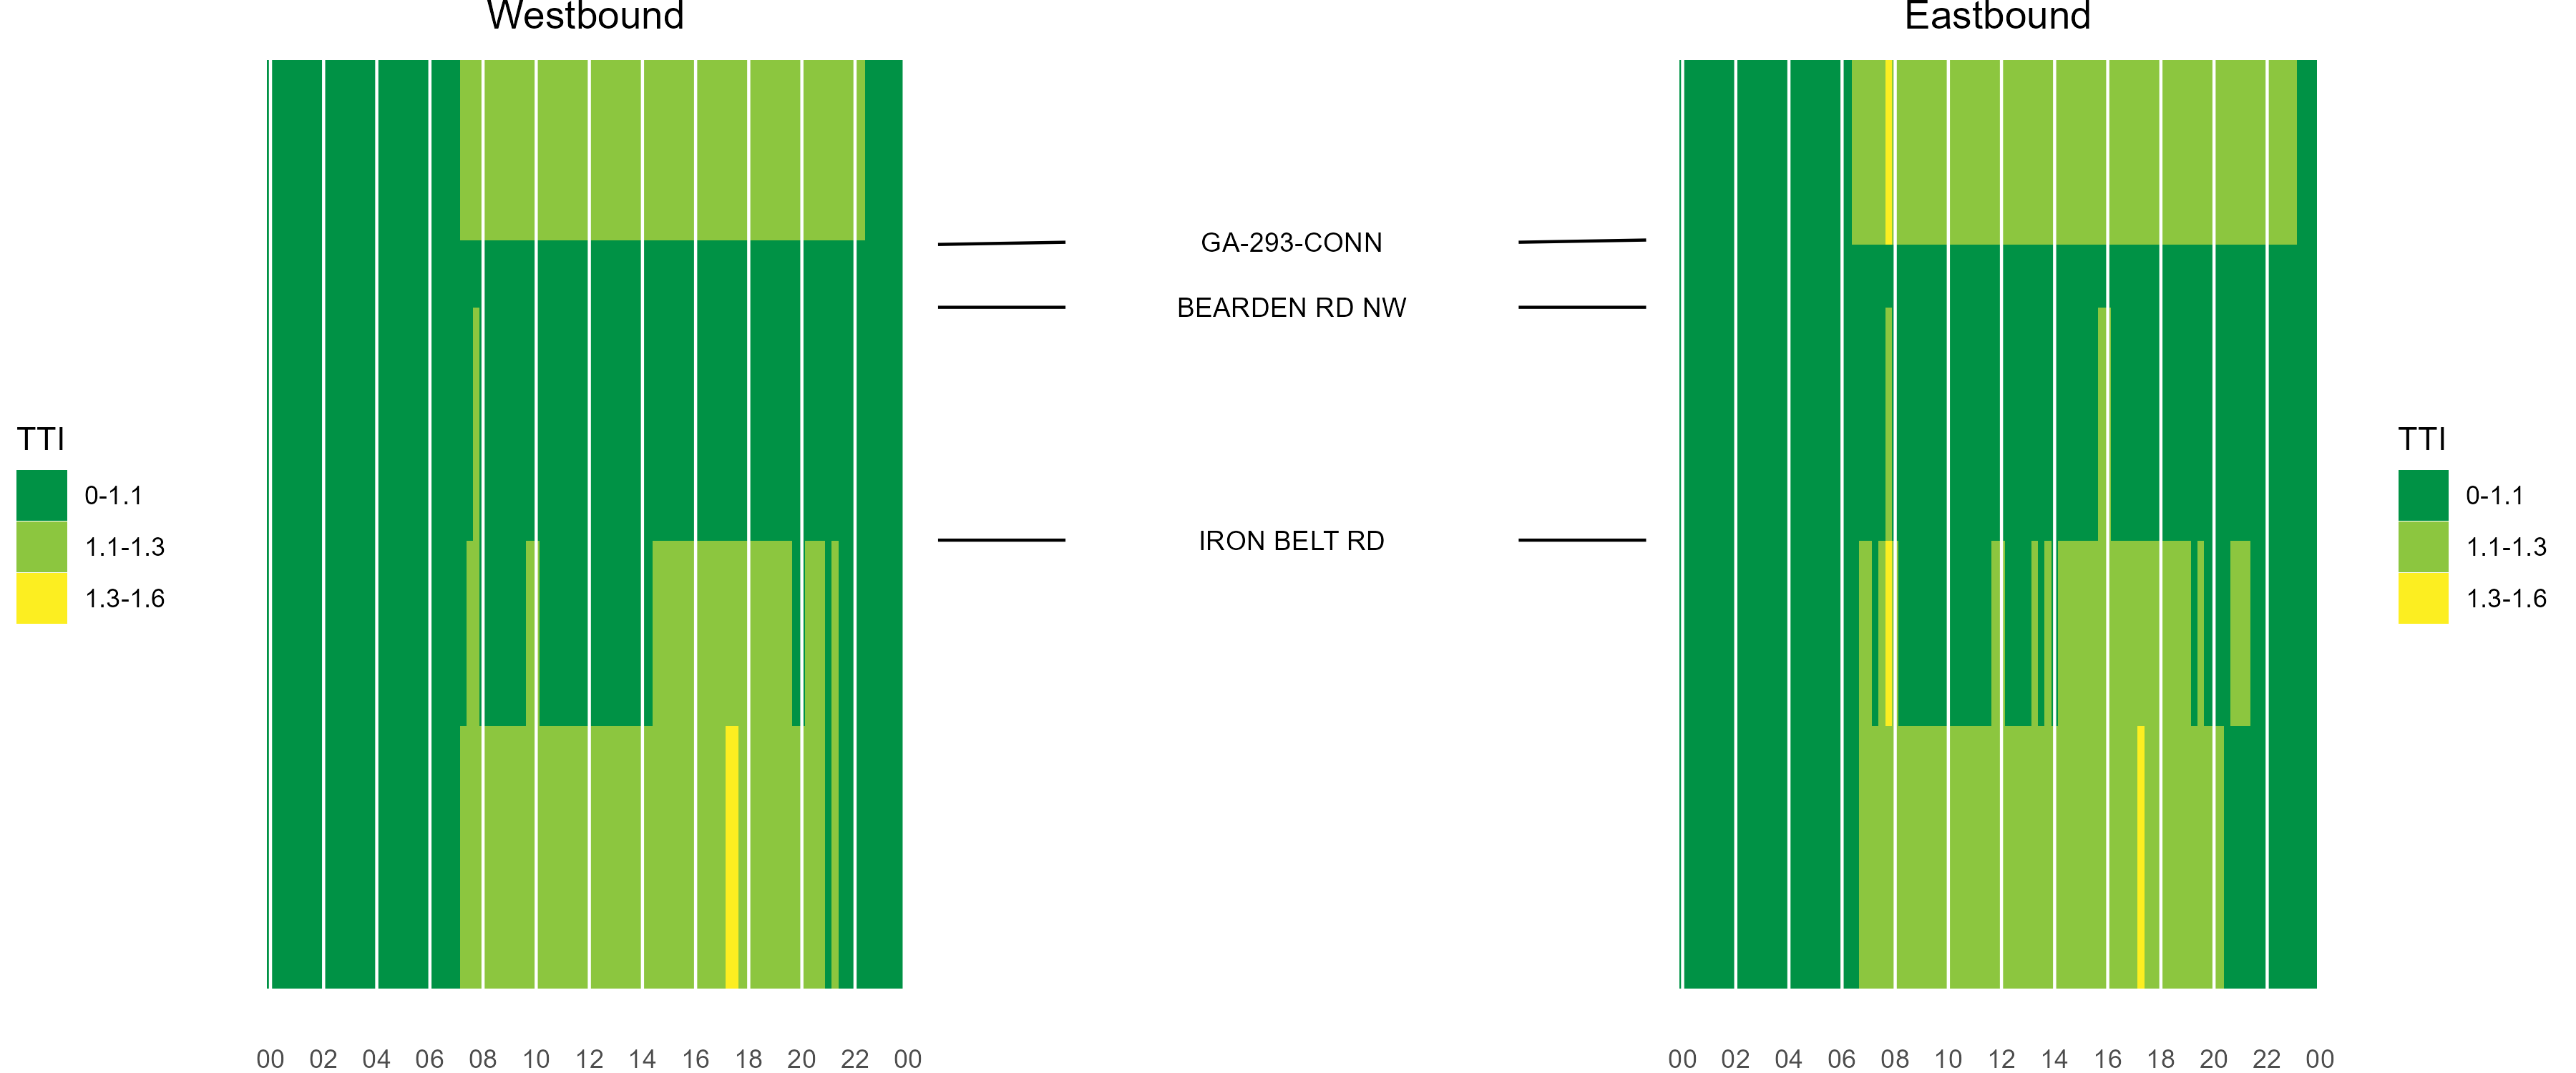 Westbound
Eastbound
GA-293-CONN
BEARDEN RD NW
IRON BELT RD
TTI
0-1.1
1.1-1.3
1.3-1.6
TTI
0-1.1
1.1-1.3
1.3-1.6
00 02 04 06 08 10 12 14 16 18 20 22 00
00 02 04 06 08 10 12 14 16 18 20 22 00